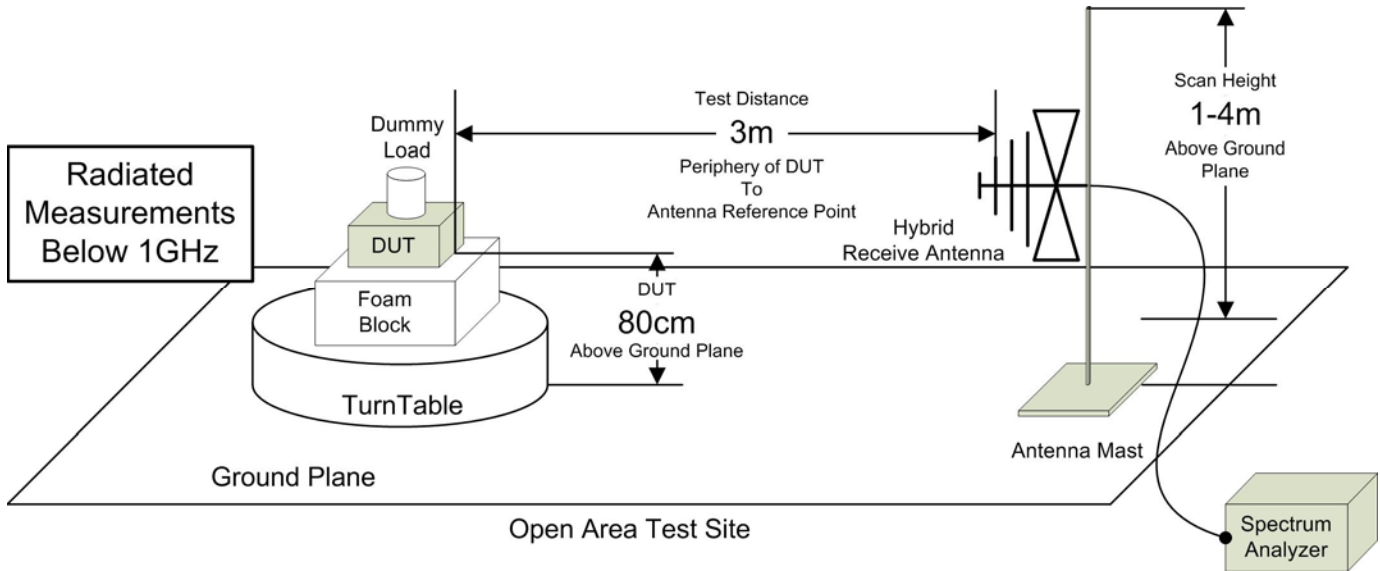 Radiated
Measurements
Below 1GHz
Dummy
Load
DUT
Foam
Block
TurnTable
Test Distance
3m
Periphery of DUT
To
Antenna Reference Point
DUT
80cm
Above Ground Plane
Hybrid
Receive Antenna
Scan Height
1-4m
Above Ground
Plane
Antenna Mast
Ground Plane
Open Area Test Site
Spectrum
Analyzer